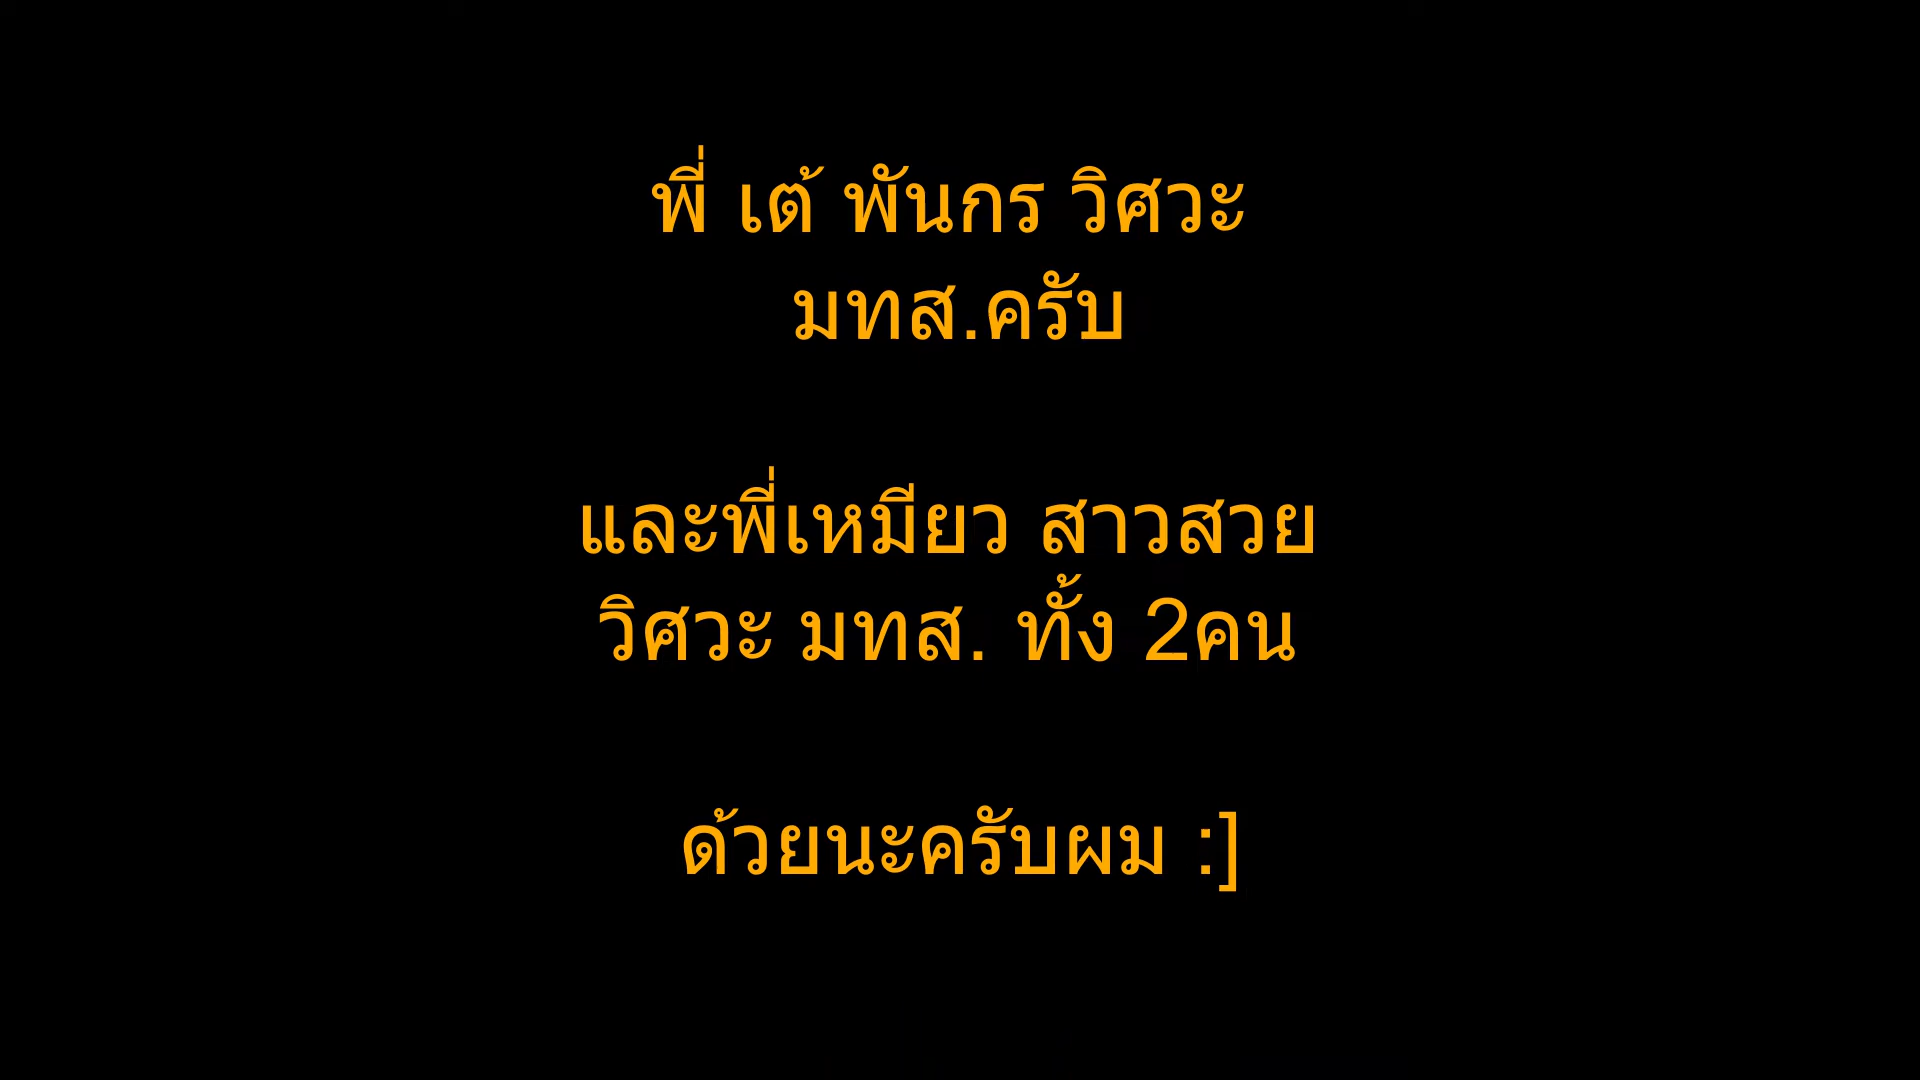 พี่ เต้ พันกร วิศวะ
มทส.ครับ
และพี่เหมียว สาวสวย
วิศวะ มทส. ทั้ง 2คน
ด้วยนะครับผม :]